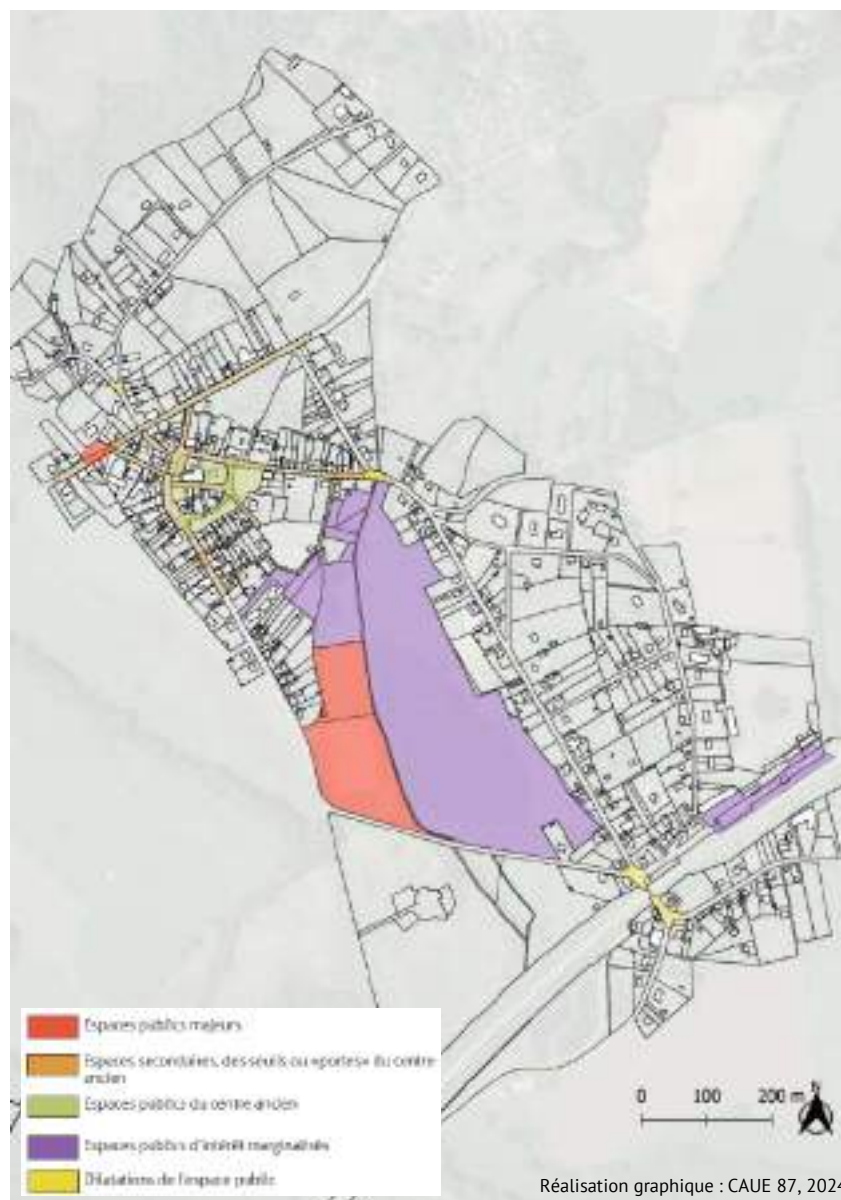 Espaces publics majeurs
Espaces secondaires, des seuils ou «portes» du centre
ancien
Espaces publics du centre ancien
Espaces publics d'intérêt marginalisés
Dilatations de l'espace public
0 100 200 m
N
Réalisation graphique : CAUE 87, 2024